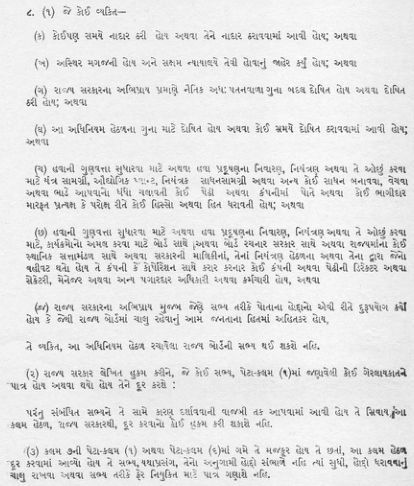 ૮. (૧) જે કોઈ વ્યક્તિ—
(ક) કોઈપણ સમયે નાદાર ઠરી હોય અથવા તેને નાદાર ઠરાવવામાં આવી હોય; અથવા
(ખ) અસ્થિર મગજની હોય અને સક્ષમ ન્યાયાલયે તેવી હોવાનું જાહેર કર્યું હોય; અથવા
(ગ) રાજ્ય સરકારના અભિપ્રાય પ્રમાણે નૈતિક અધઃપતનવાળા ગુના બદલ દોષિત હોય અથવા દોષિત
ઠરી હોય; અથવા
(ઘ) આ અધિનિયમ હેઠળના ગુના માટે દોષિત હોય અથવા કોઈ સમયે દોષિત ઠરાવવામાં આવી હોય;
અથવા
(ચ) હવાની ગુણવત્તા સુધારવા માટે અથવા હવા પ્રદૂષણના નિવારણ, નિયંત્રણ અથવા તે ઓછું કરવા
માટે યંત્ર સામગ્રી, ઔદ્યોગિક પ્લાન્ટ, નિયંત્રક સાધનસામગ્રી અથવા અન્ય કોઈ સાધન બનાવવા, વેચવા
અથવા ભાડે આપવાનો ધંધો ચલાવતી કોઈ પેઢી અથવા કંપનીમાં પોતે અથવા કોઈ ભાગીદાર
મારફત પ્રત્યક્ષ કે પરોક્ષ રીતે કોઈ હિસ્સો અથવા હિત ધરાવતી હોય; અથવા
(છ) હવાની ગુણવત્તા સુધારવા માટે અથવા હવા પ્રદૂષણના નિવારણ, નિયંત્રણ અથવા તે ઓછું કરવા
માટે, કાર્યક્રમોનો અમલ કરવા માટે બોર્ડ સાથે અથવા બોર્ડ રચનાર સરકાર સાથે અથવા રાજ્યમાંના કોઈ
સ્થાનિક સત્તામંડળ સાથે અથવા સરકારની માલિકીની, તેના નિયંત્રણ હેઠળના અથવા તેના દ્વારા જેનો
વહીવટ થતો હોય તે કંપની કે કોર્પોરેશન સાથે કરાર કરનાર કોઈ કંપની અથવા પેઢીની ડિરેક્ટર અથવા
સેક્રેટરી, મેનેજર અથવા અન્ય પગારદાર અધિકારી અથવા કર્મચારી હોય, અથવા
(જ) રાજ્ય સરકારના અભિપ્રાય મુજબ જેણે સભ્ય તરીકે પોતાના હોદ્દાનો એવી રીતે દુરૂપયોગ કર્યો
હોય કે જેથી રાજ્ય બોર્ડમાં ચાલુ રહેવાનું આમ જનતાના હિતમાં અહિતકર હોય,
તે વ્યક્તિ, આ અધિનિયમ હેઠળ રચાયેલા રાજ્ય બોર્ડની સભ્ય થઈ શકશે નહિ.
(૨) રાજ્ય સરકાર લેખિત હુકમ કરીને, જે કોઈ સભ્ય, પેટા-કલમ (૧)માં જણાવેલી કોઈ ગેરલાયકાતને
પાત્ર હોય અથવા થયો હોય તેને દૂર કરશે :
પરંતુ સંબંધિત સભ્યને તે સામે કારણ દર્શાવવાની વાજબી તક આપવામાં આવી હોય તે સિવાય, આ
કલમ હેઠળ, રાજ્ય સરકારથી, દૂર કરવાનો કોઈ હુકમ કરી શકાશે નહિ.
(૩) કલમ ૭ની પેટા-કલમ (૧) અથવા પેટા-કલમ (૬)માં ગમે તે મજકુર હોય તે છતાં, આ કલમ હેઠળ
દૂર કરવામાં આવ્યો હોય તે સભ્ય, યથાપ્રસંગ, તેનો અનુગામી હોદ્દો સંભાળે નહિ ત્યાં સુધી, હોદ્દો ધરાવવાનું
ચાલુ રાખવા અથવા સભ્ય તરીકે ફેર નિયુક્તિ માટે પાત્ર ગણાશે નહિ.